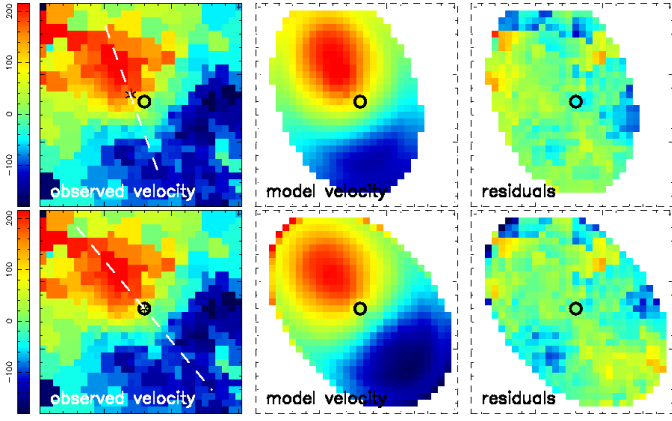 200
100
0
−100
observed velocity
model velocity
residuals
200
100
0
−100
observed velocity
model velocity
residuals